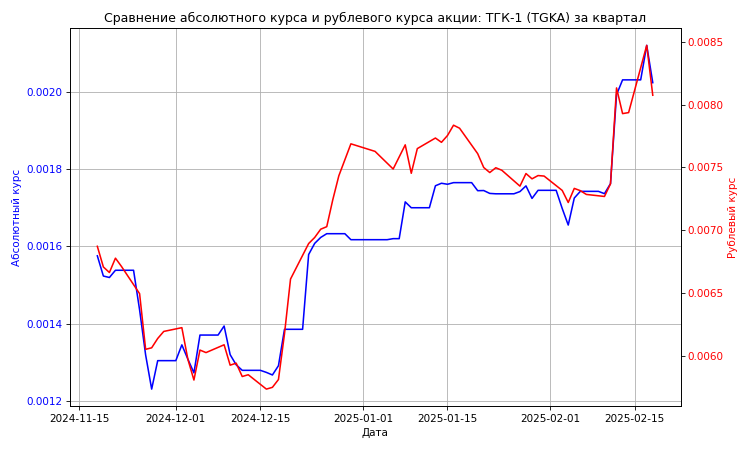 Сравнение абсолютного курса и рублевого курса акции: ТГК-1 (TGKA) за квартал
0.0020
0.0018
0.0016
0.0014
0.0012
Абсолютный курс
0.0085
0.0080
0.0075
0.0070
0.0065
0.0060
Рублевый курс
2024-11-15 2024-12-01 2024-12-15 2025-01-01 2025-01-15 2025-02-01 2025-02-15
Дата